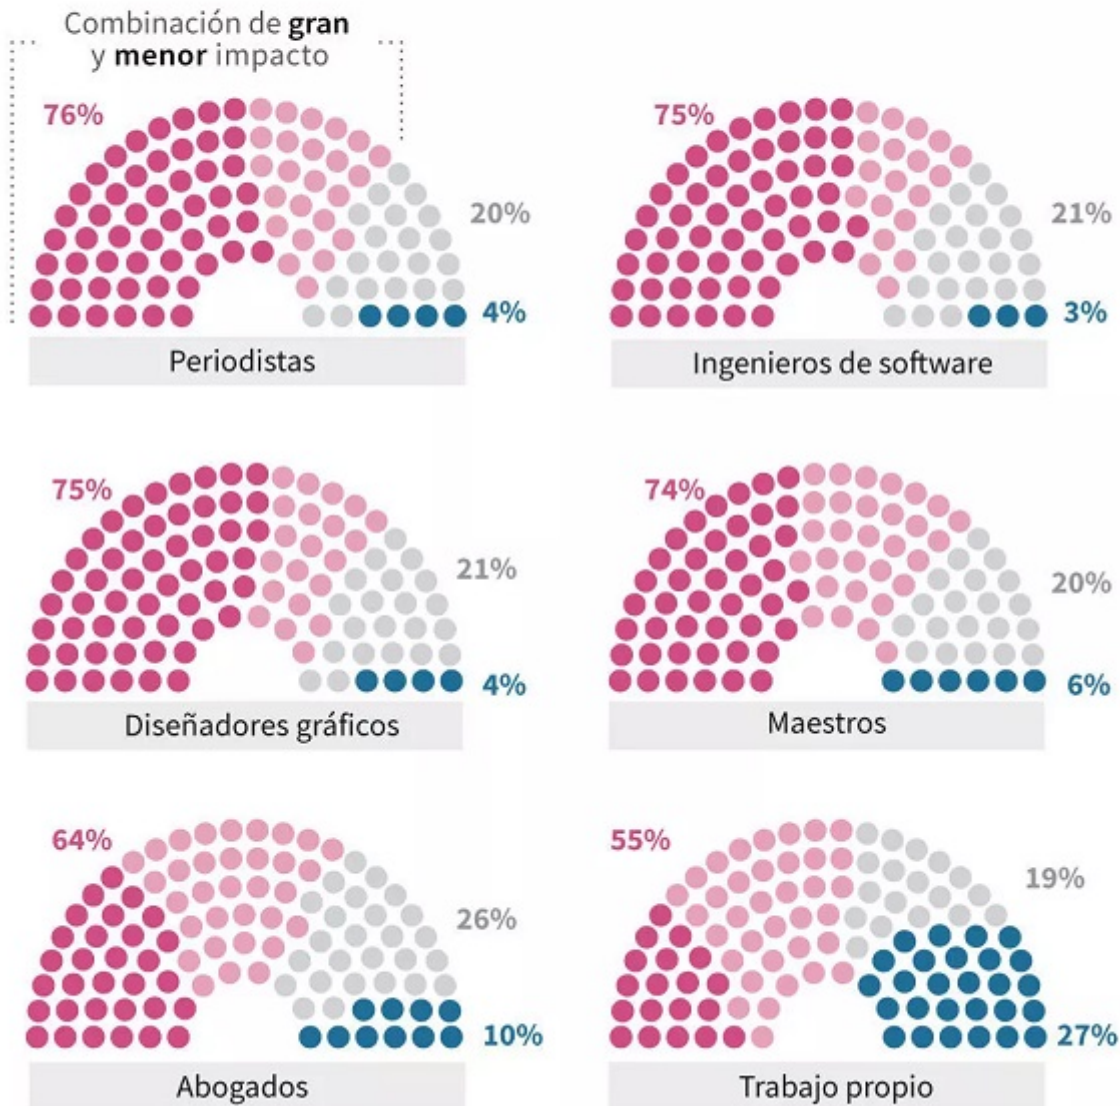 Combinación de gran
y menor impacto
76%
20%
4%
Periodistas
75%
21%
3%
Ingenieros de software
75%
21%
4%
Diseñadores gráficos
74%
20%
6%
Maestros
64%
26%
10%
Abogados
55%
19%
27%
Trabajo propio